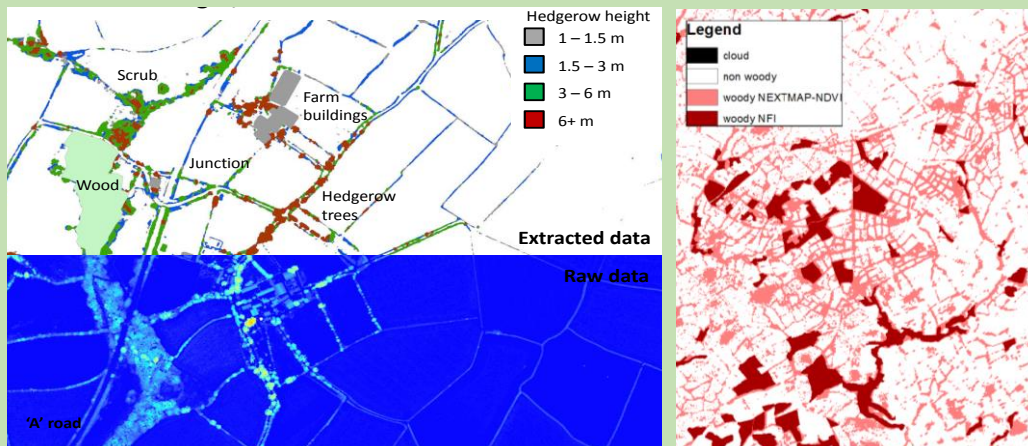 Hedgerow height
1 – 1.5 m
1.5 – 3 m
3 – 6 m
6+ m
Scrub
Farm
buildings
Junction
Wood
Hedgerow
trees
Extracted data
Raw data
'A' road
Legend
cloud
non woody
woody NEXTMAP-NDVI
woody NFI